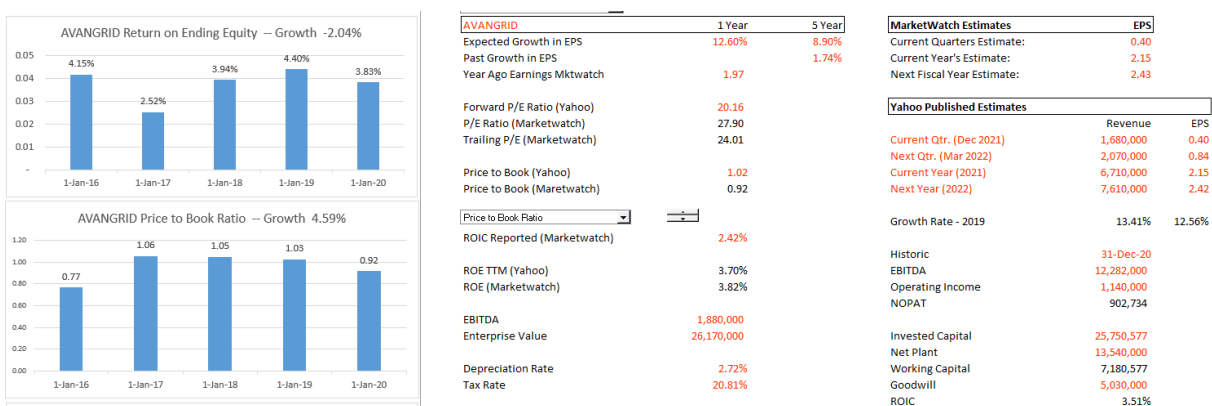 AVANGRID Return on Ending Equity -- Growth -2.04%
0.05
0.04
0.03
0.02
0.01
-
4.15%
2.52%
3.94%
4.40%
3.83%
1-Jan-16 1-Jan-17 1-Jan-18 1-Jan-19 1-Jan-20
AVANGRID Price to Book Ratio -- Growth 4.59%
1.20
1.00
0.80
0.60
0.40
0.20
0.00
0.77
1.06
1.05
1.03
0.92
1-Jan-16 1-Jan-17 1-Jan-18 1-Jan-19 1-Jan-20
AVANGRID 1 Year 5 Year
Expected Growth in EPS 12.60% 8.90%
Past Growth in EPS 1.74%
Year Ago Earnings Mktwatch 1.97
Forward P/E Ratio (Yahoo) 20.16
P/E Ratio (Marketwatch) 27.90
Trailing P/E (Marketwatch) 24.01
Price to Book (Yahoo) 1.02
Price to Book (Maretwatch) 0.92
Price to Book Ratio
ROIC Reported (Marketwatch) 2.42%
ROE TTM (Yahoo) 3.70%
ROE (Marketwatch) 3.82%
EBITDA 1,880,000
Enterprise Value 26,170,000
Depreciation Rate 2.72%
Tax Rate 20.81%
MarketWatch Estimates EPS
Current Quarters Estimate: 0.40
Current Year's Estimate: 2.15
Next Fiscal Year Estimate: 2.43
Yahoo Published Estimates
Revenue EPS
Current Qtr. (Dec 2021) 1,680,000 0.40
Next Qtr. (Mar 2022) 2,070,000 0.84
Current Year (2021) 6,710,000 2.15
Next Year (2022) 7,610,000 2.42
Growth Rate - 2019 13.41% 12.56%
Historic 31-Dec-20
EBITDA 12,282,000
Operating Income 1,140,000
NOPAT 902,734
Invested Capital 25,750,577
Net Plant 13,540,000
Working Capital 7,180,577
Goodwill 5,030,000
ROIC 3.51%